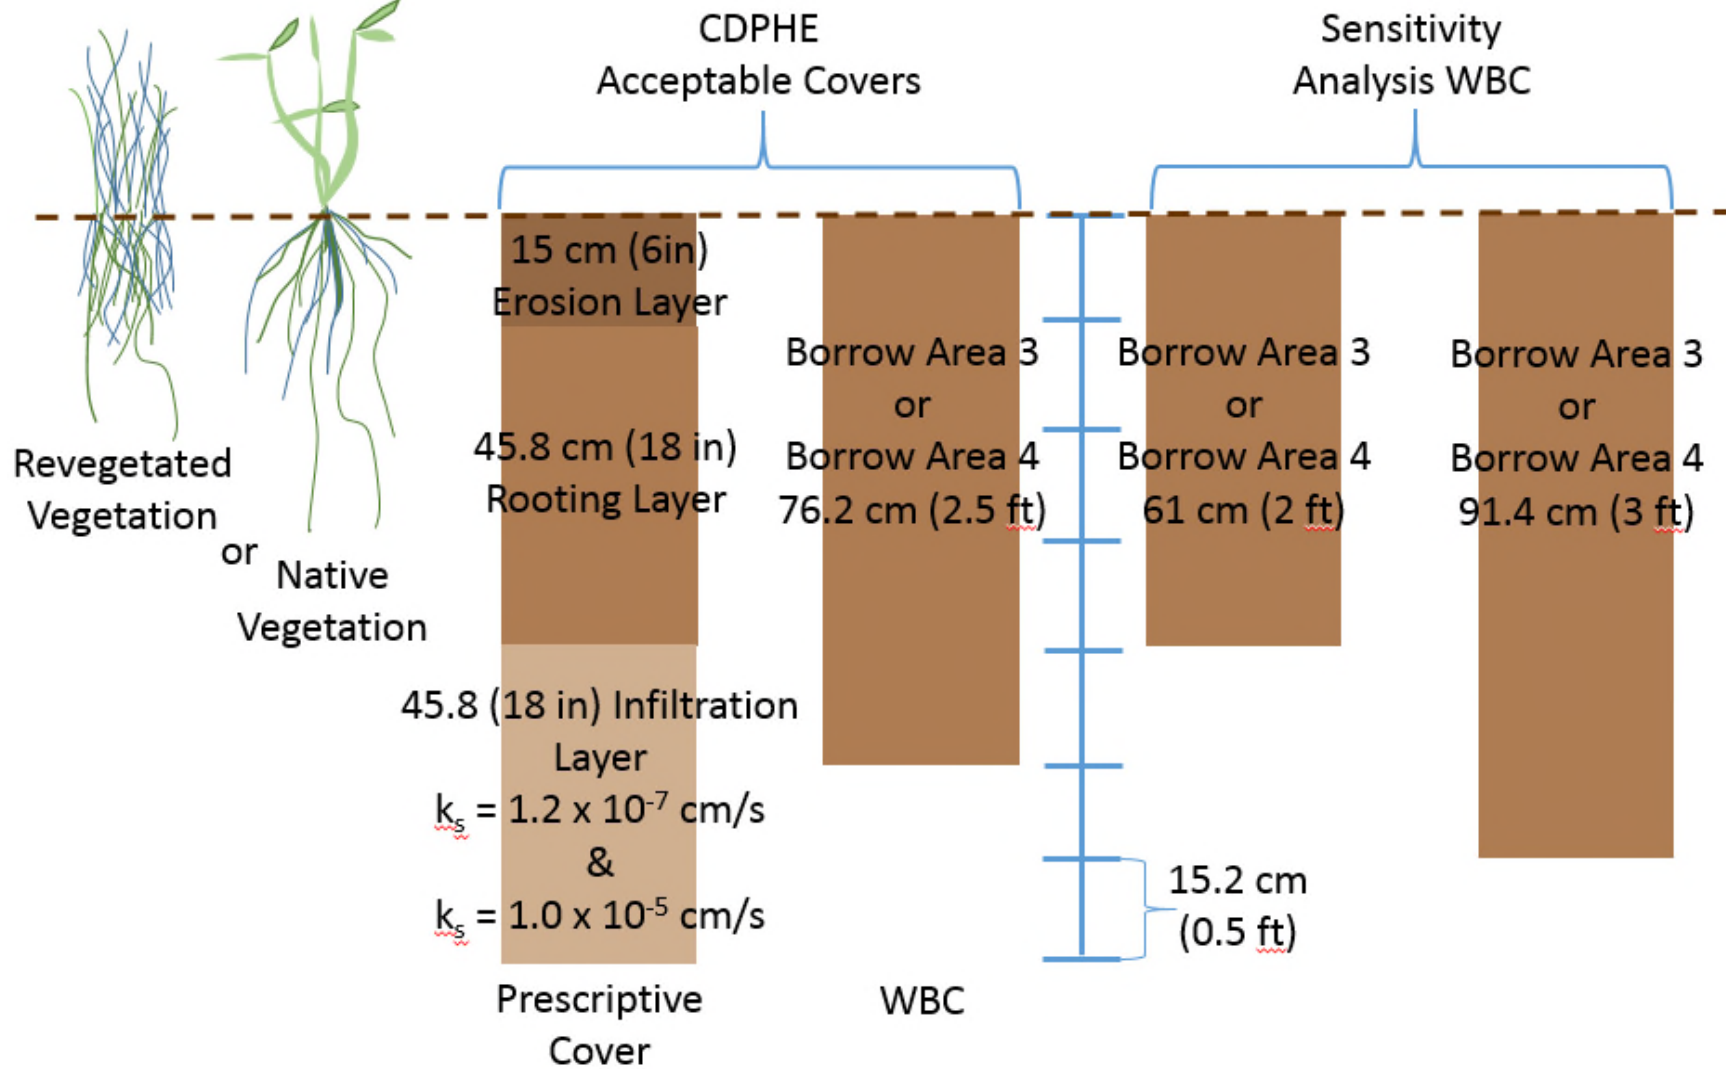 CDPHE
Acceptable Covers
Sensitivity
Analysis WBC
Revegetated
Vegetation
or
Native
Vegetation
15 cm (6in)
Erosion Layer
45.8 cm (18 in)
Rooting Layer
45.8 (18 in) Infiltration
Layer
kₛ = 1.2 x 10⁻⁷ cm/s
&
kₛ = 1.0 x 10⁻⁵ cm/s
Prescriptive
Cover
Borrow Area 3
or
Borrow Area 4
76.2 cm (2.5 ft)
WBC
Borrow Area 3
or
Borrow Area 4
61 cm (2 ft)
Borrow Area 3
or
Borrow Area 4
91.4 cm (3 ft)
15.2 cm
(0.5 ft)